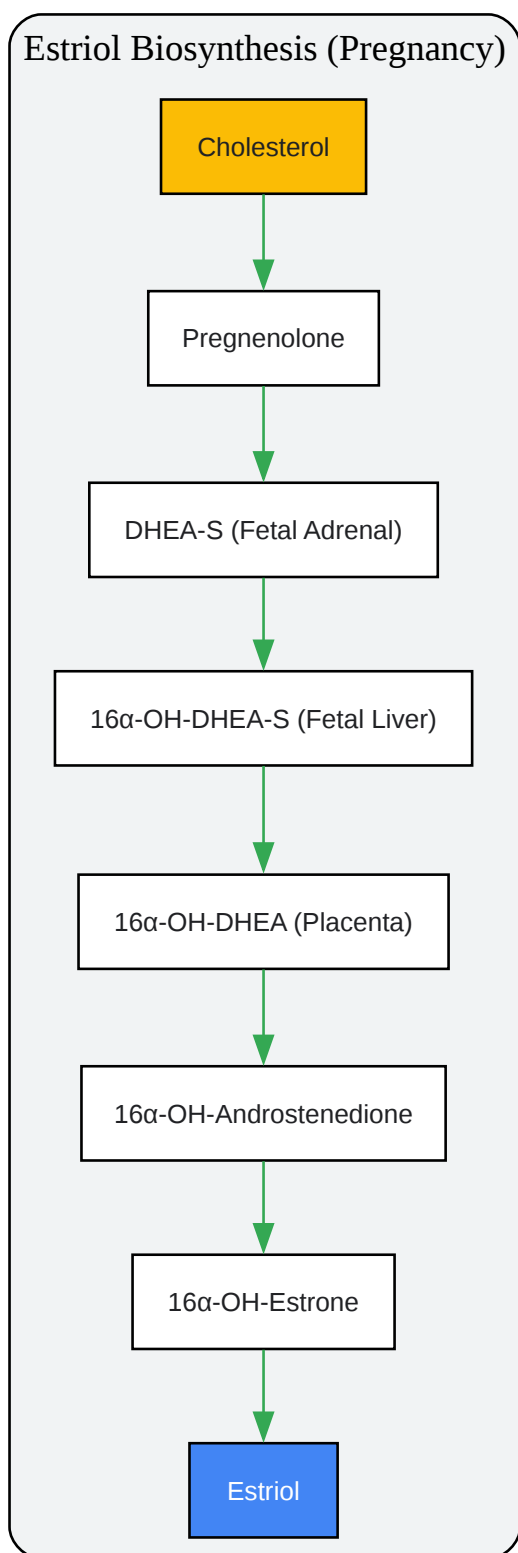 Estriol Biosynthesis (Pregnancy)
Cholesterol
Pregnenolone
DHEA-S (Fetal Adrenal)
16α-OH-DHEA-S (Fetal Liver)
16α-OH-DHEA (Placenta)
16α-OH-Androstenedione
16α-OH-Estrone
Estriol